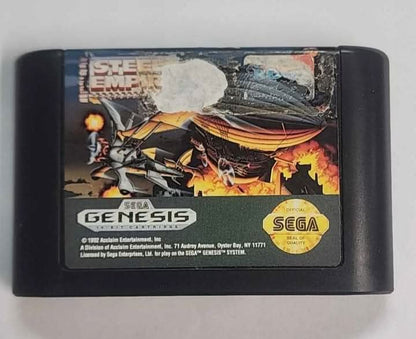 STEEL
EMP
SEGA
GENESIS
16-BIT CARTRIDGE
© 1992 Acclaim Entertainment, Inc
A Division of Acclaim Entertainment, Inc. 71 Audrey Avenue, Oyster Bay, NY 11771
Licensed by Sega Enterprises, Ltd. for play on the SEGA™ GENESIS™ SYSTEM.
OFFICIAL
SEGA
SEAL OF
QUALITY